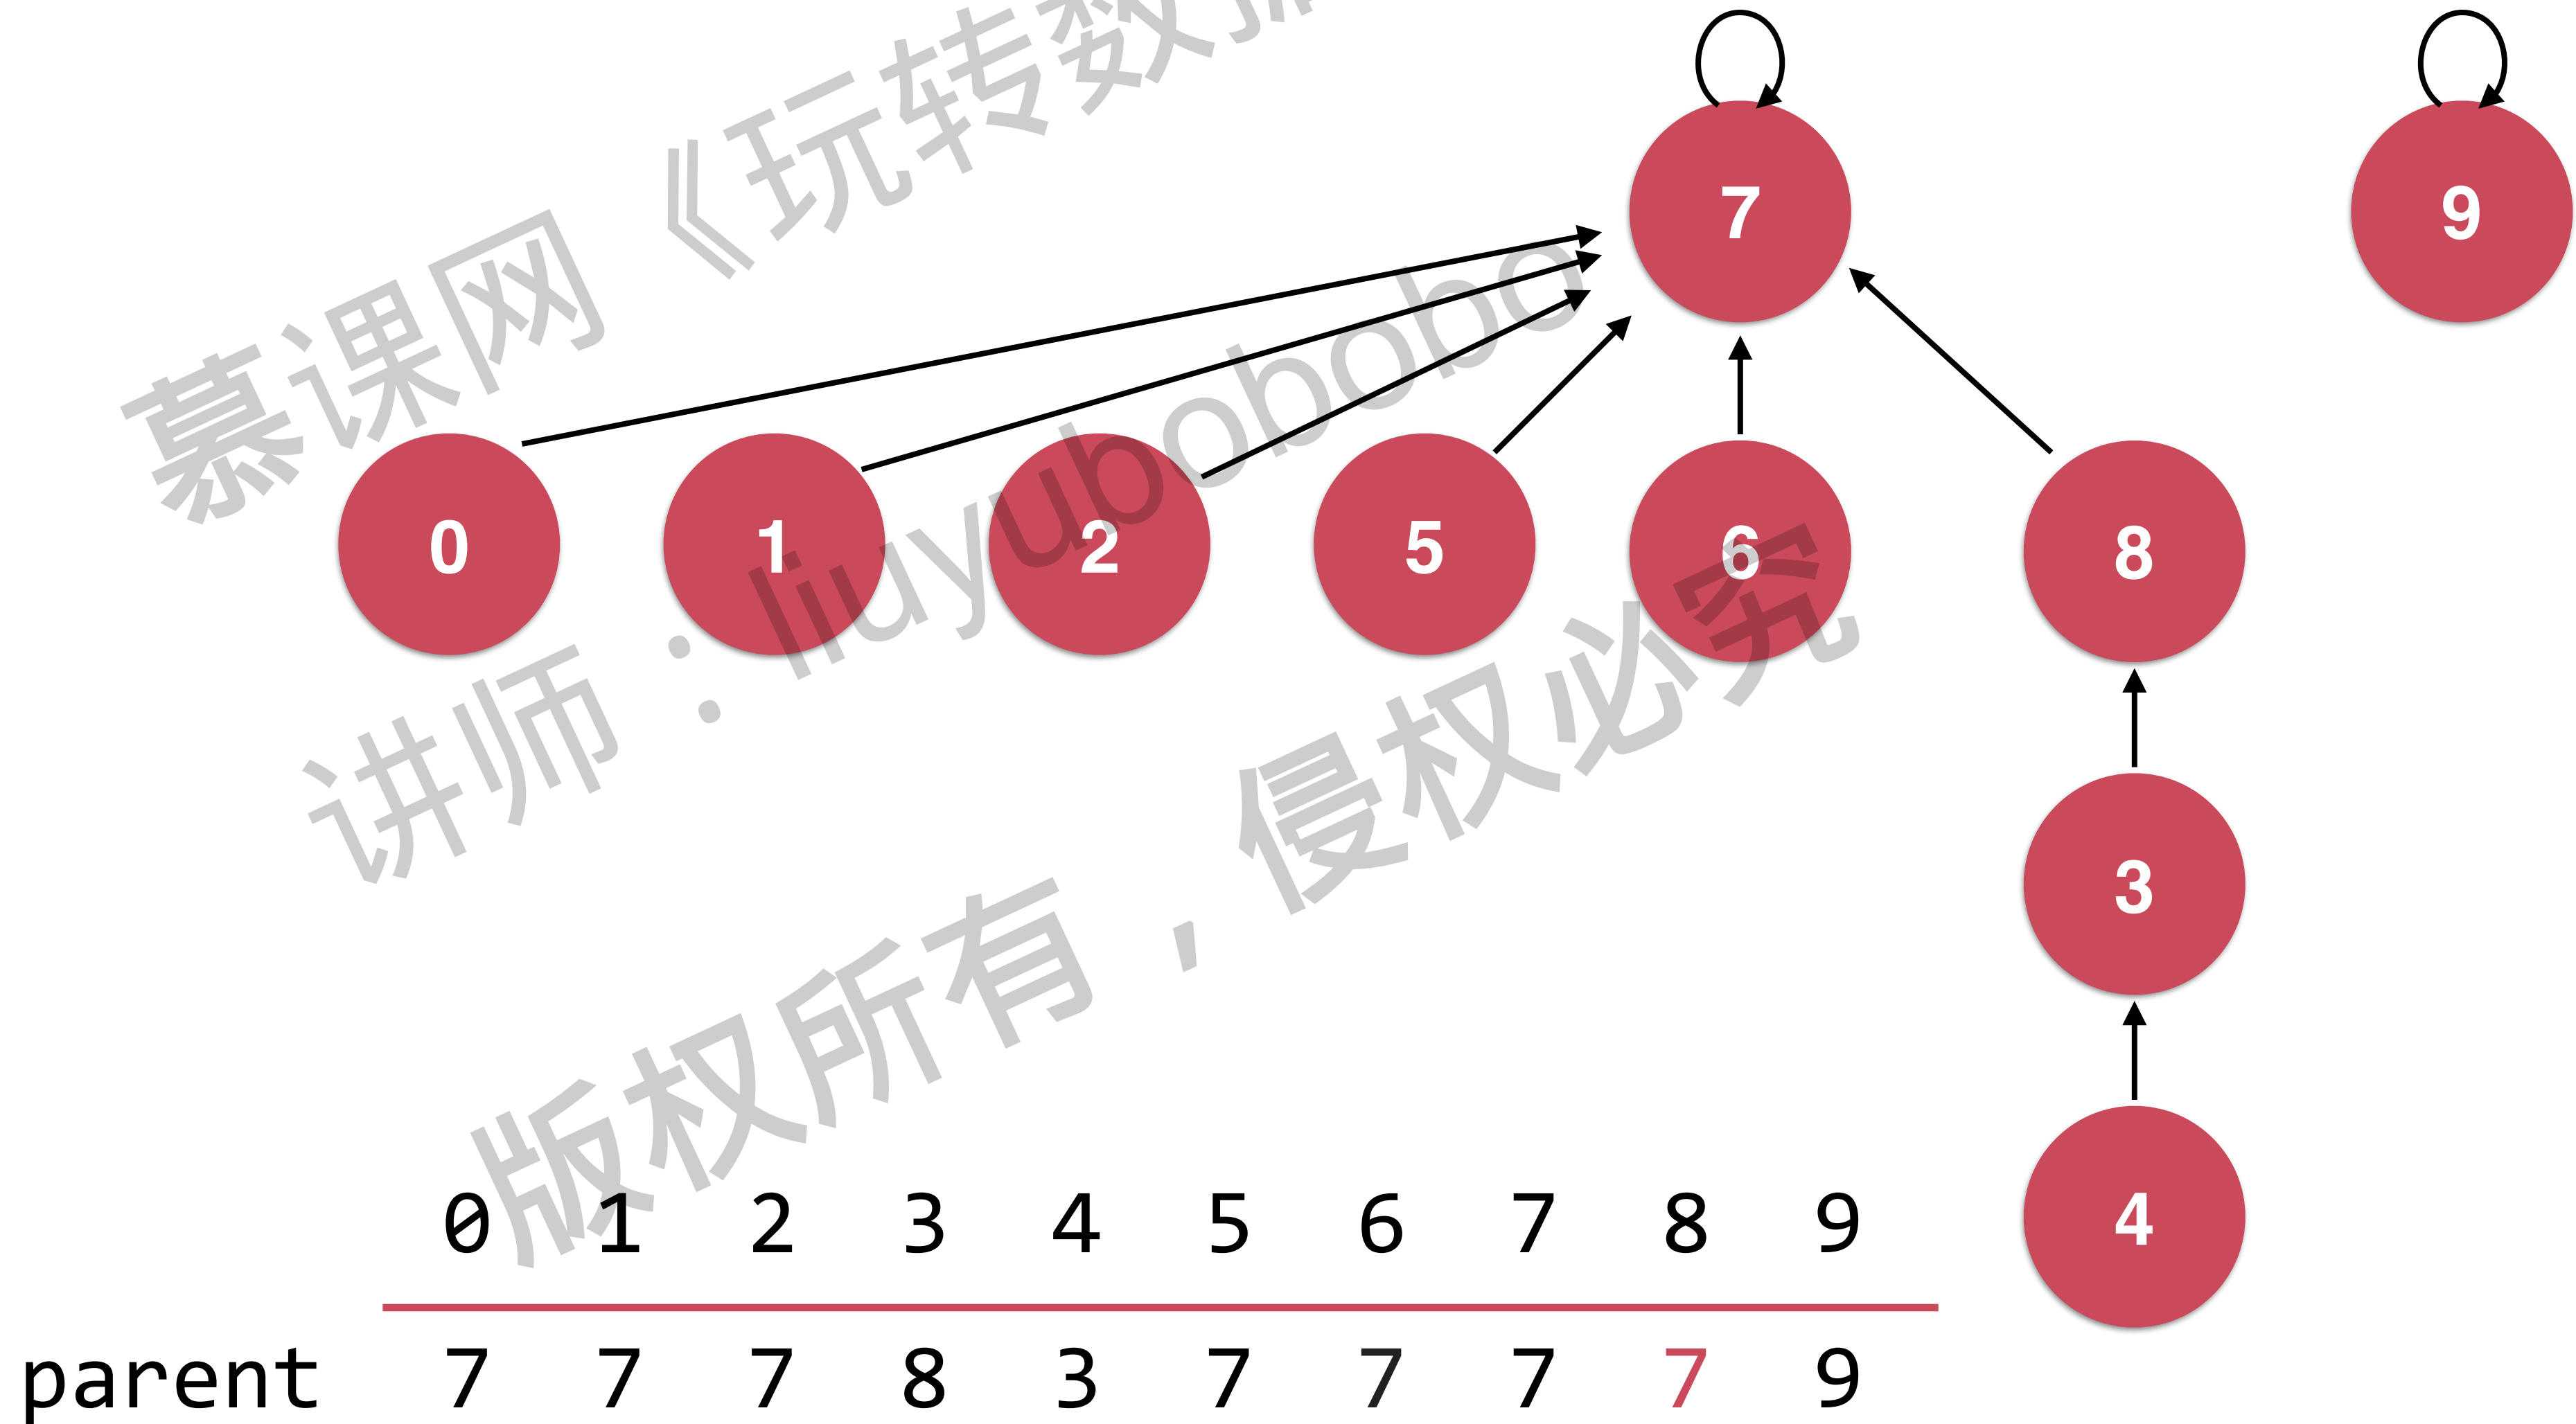 慕课网《玩转数据
7 9
0 1 2 5 6 8
讲师：liuyubobobo
3
版权所有，侵权必究
4
0 1 2 3 4 5 6 7 8 9
parent 7 7 7 8 3 7 7 7 7 9